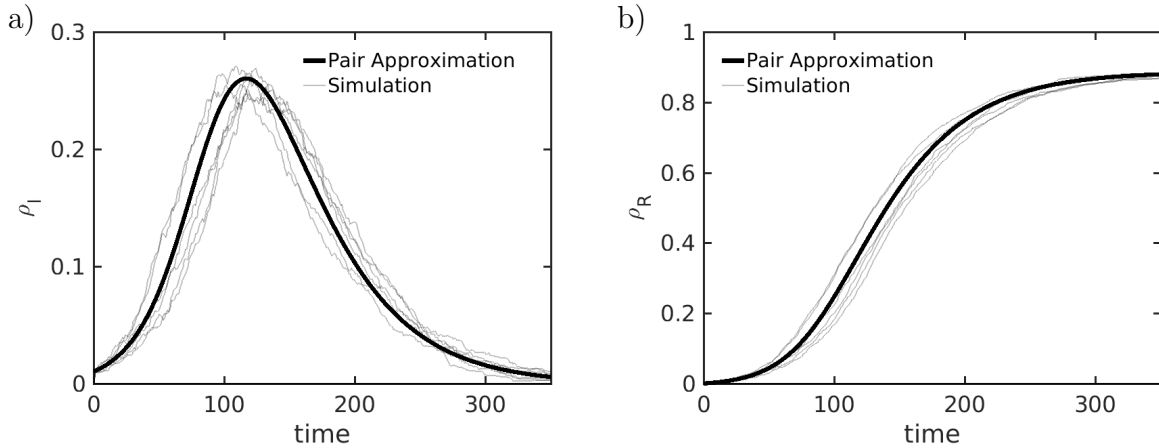 a)
0.3
0.2
0.1
0
ρI
Pair Approximation
Simulation
0 100 200 300
time
b)
1
0.8
0.6
0.4
0.2
0
ρR
Pair Approximation
Simulation
0 100 200 300
time